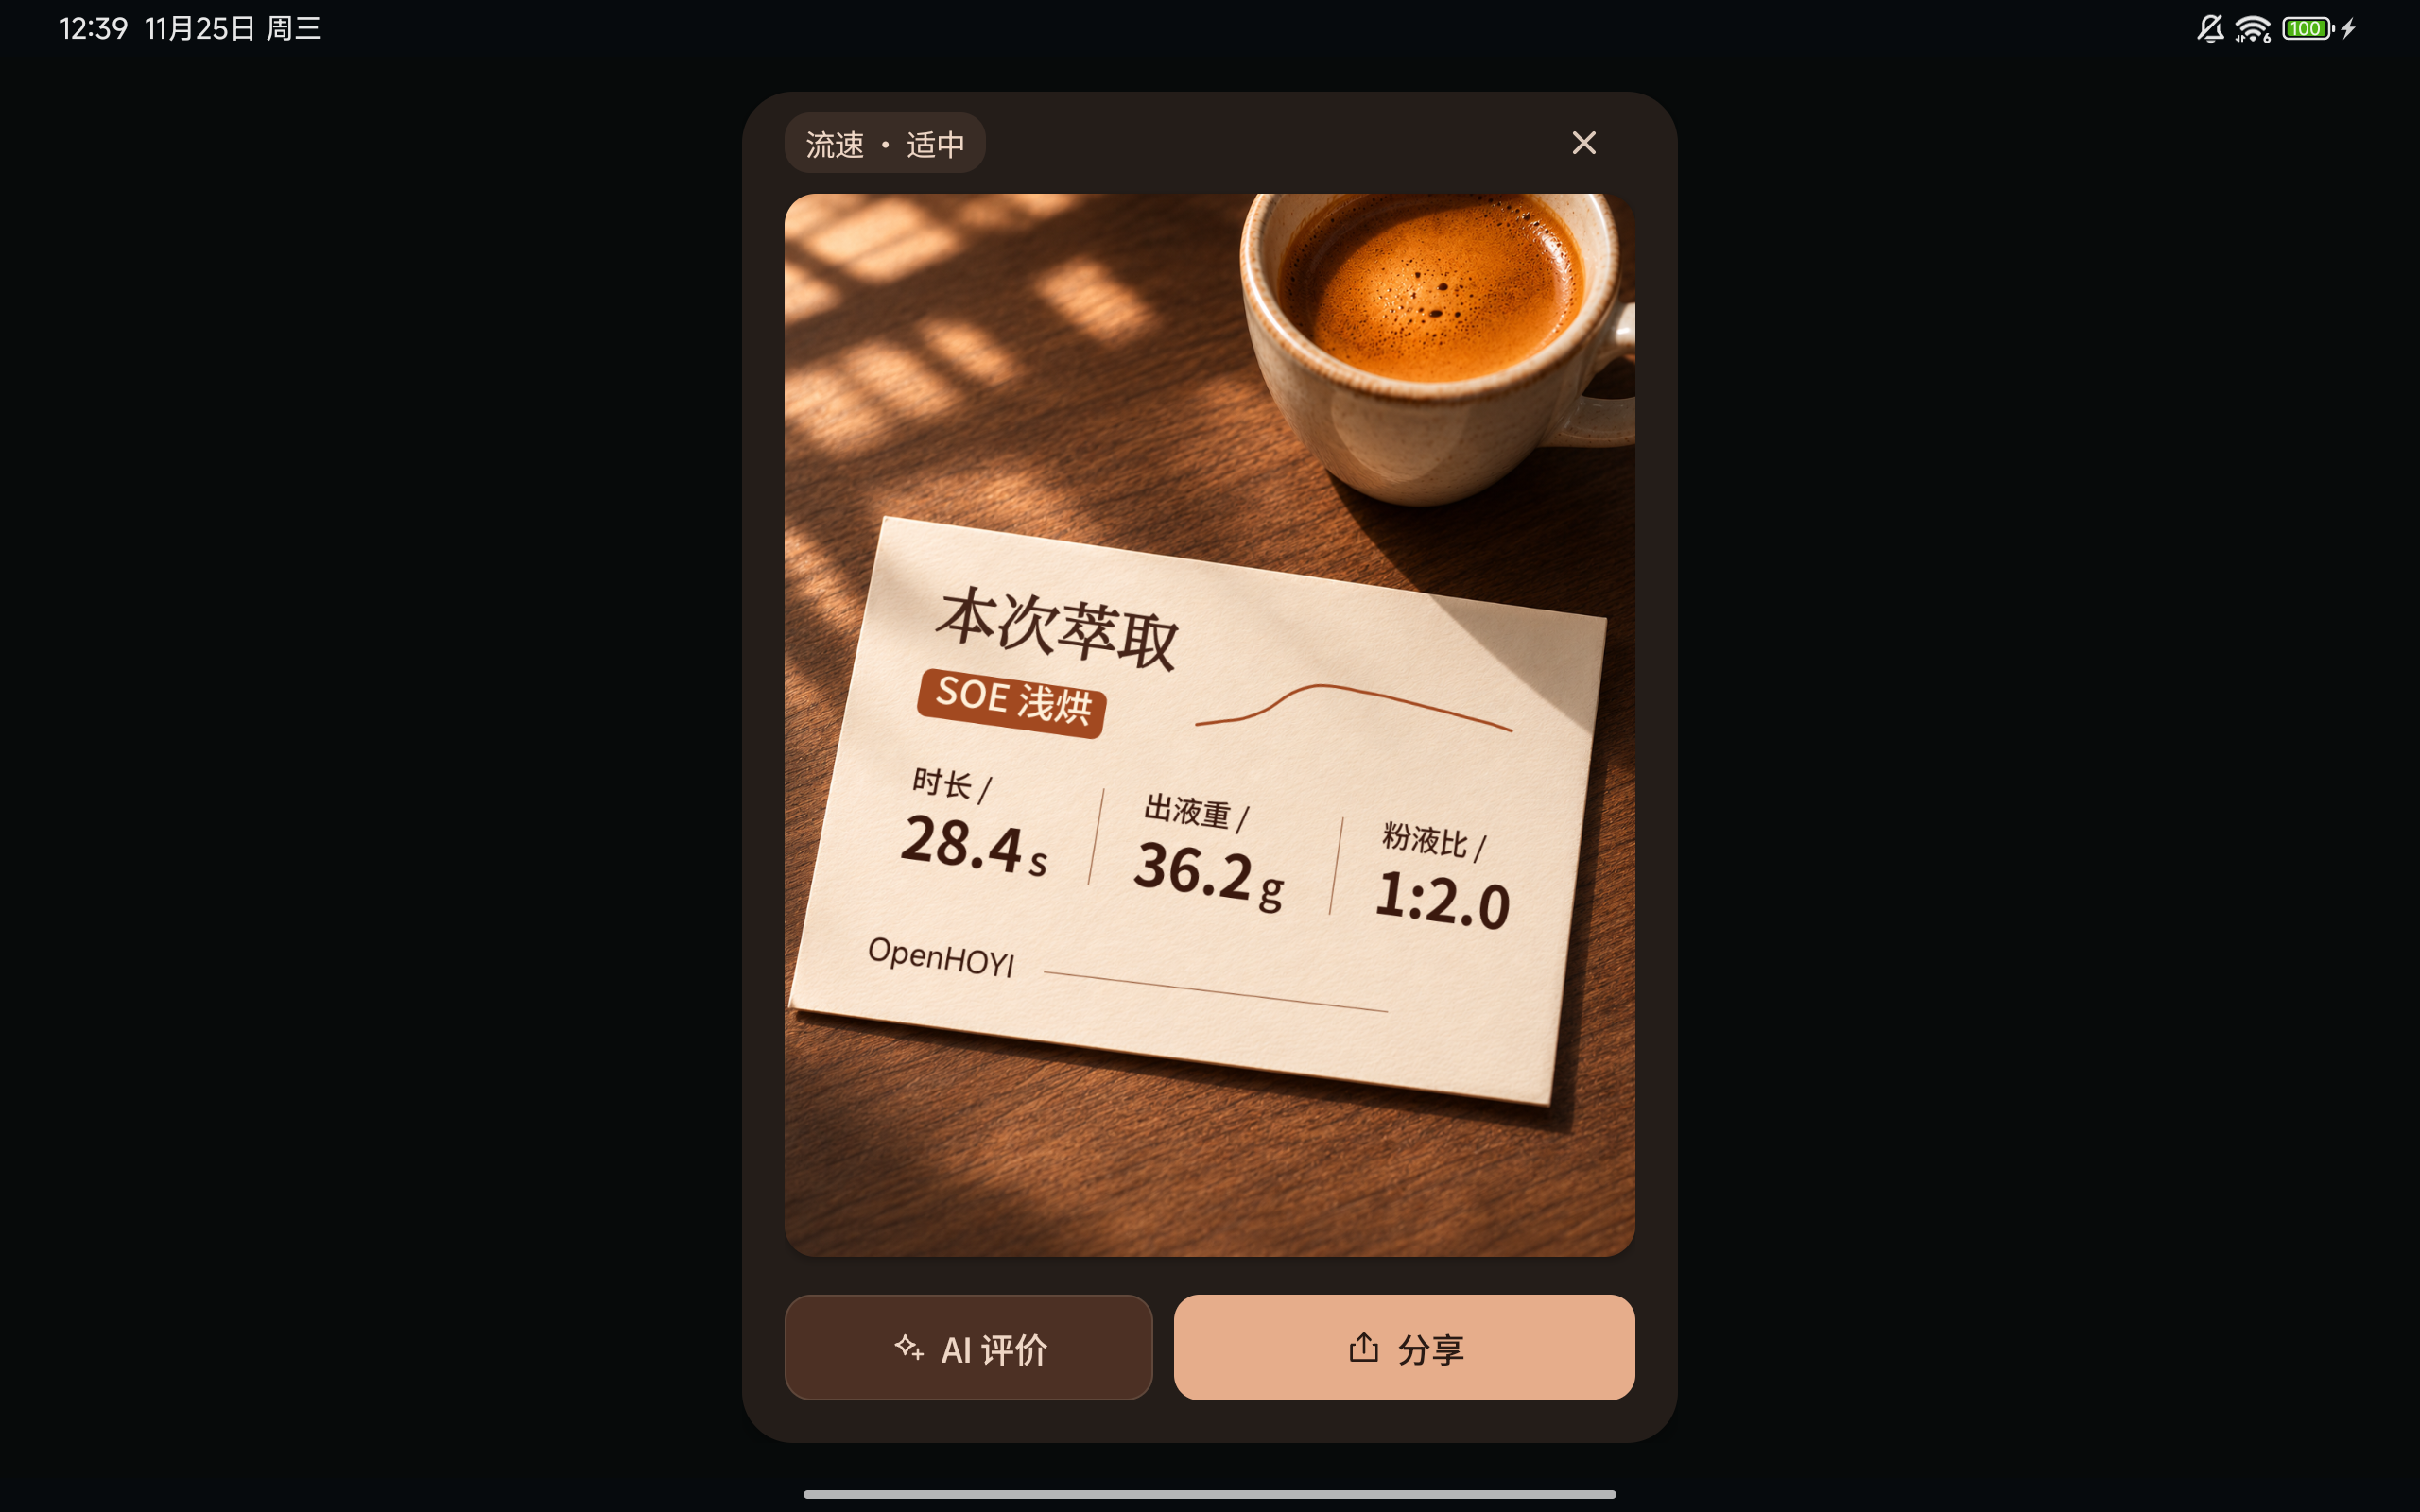 12:39 11月25日 周三
100
流速 · 适中
本次萃取
SOE 浅烘
时长 /
28.4 s
出液重 /
36.2 g
粉液比 /
1:2.0
OpenHOYI
AI 评价
分享